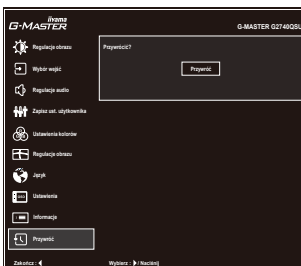 iiyama
G-MASTER
G-MASTER G2740QSU
Regulacje obrazu
Przywrócić?
Przywróć
Wybór wejść
Regulacje audio
Zapisz ust. użytkownika
Ustawienia kolorów
Regulacje obrazu
Język
OSD
Ustawienia
Informacje
Przywróć
Zakończ :
Wybierz : / Naciśnij